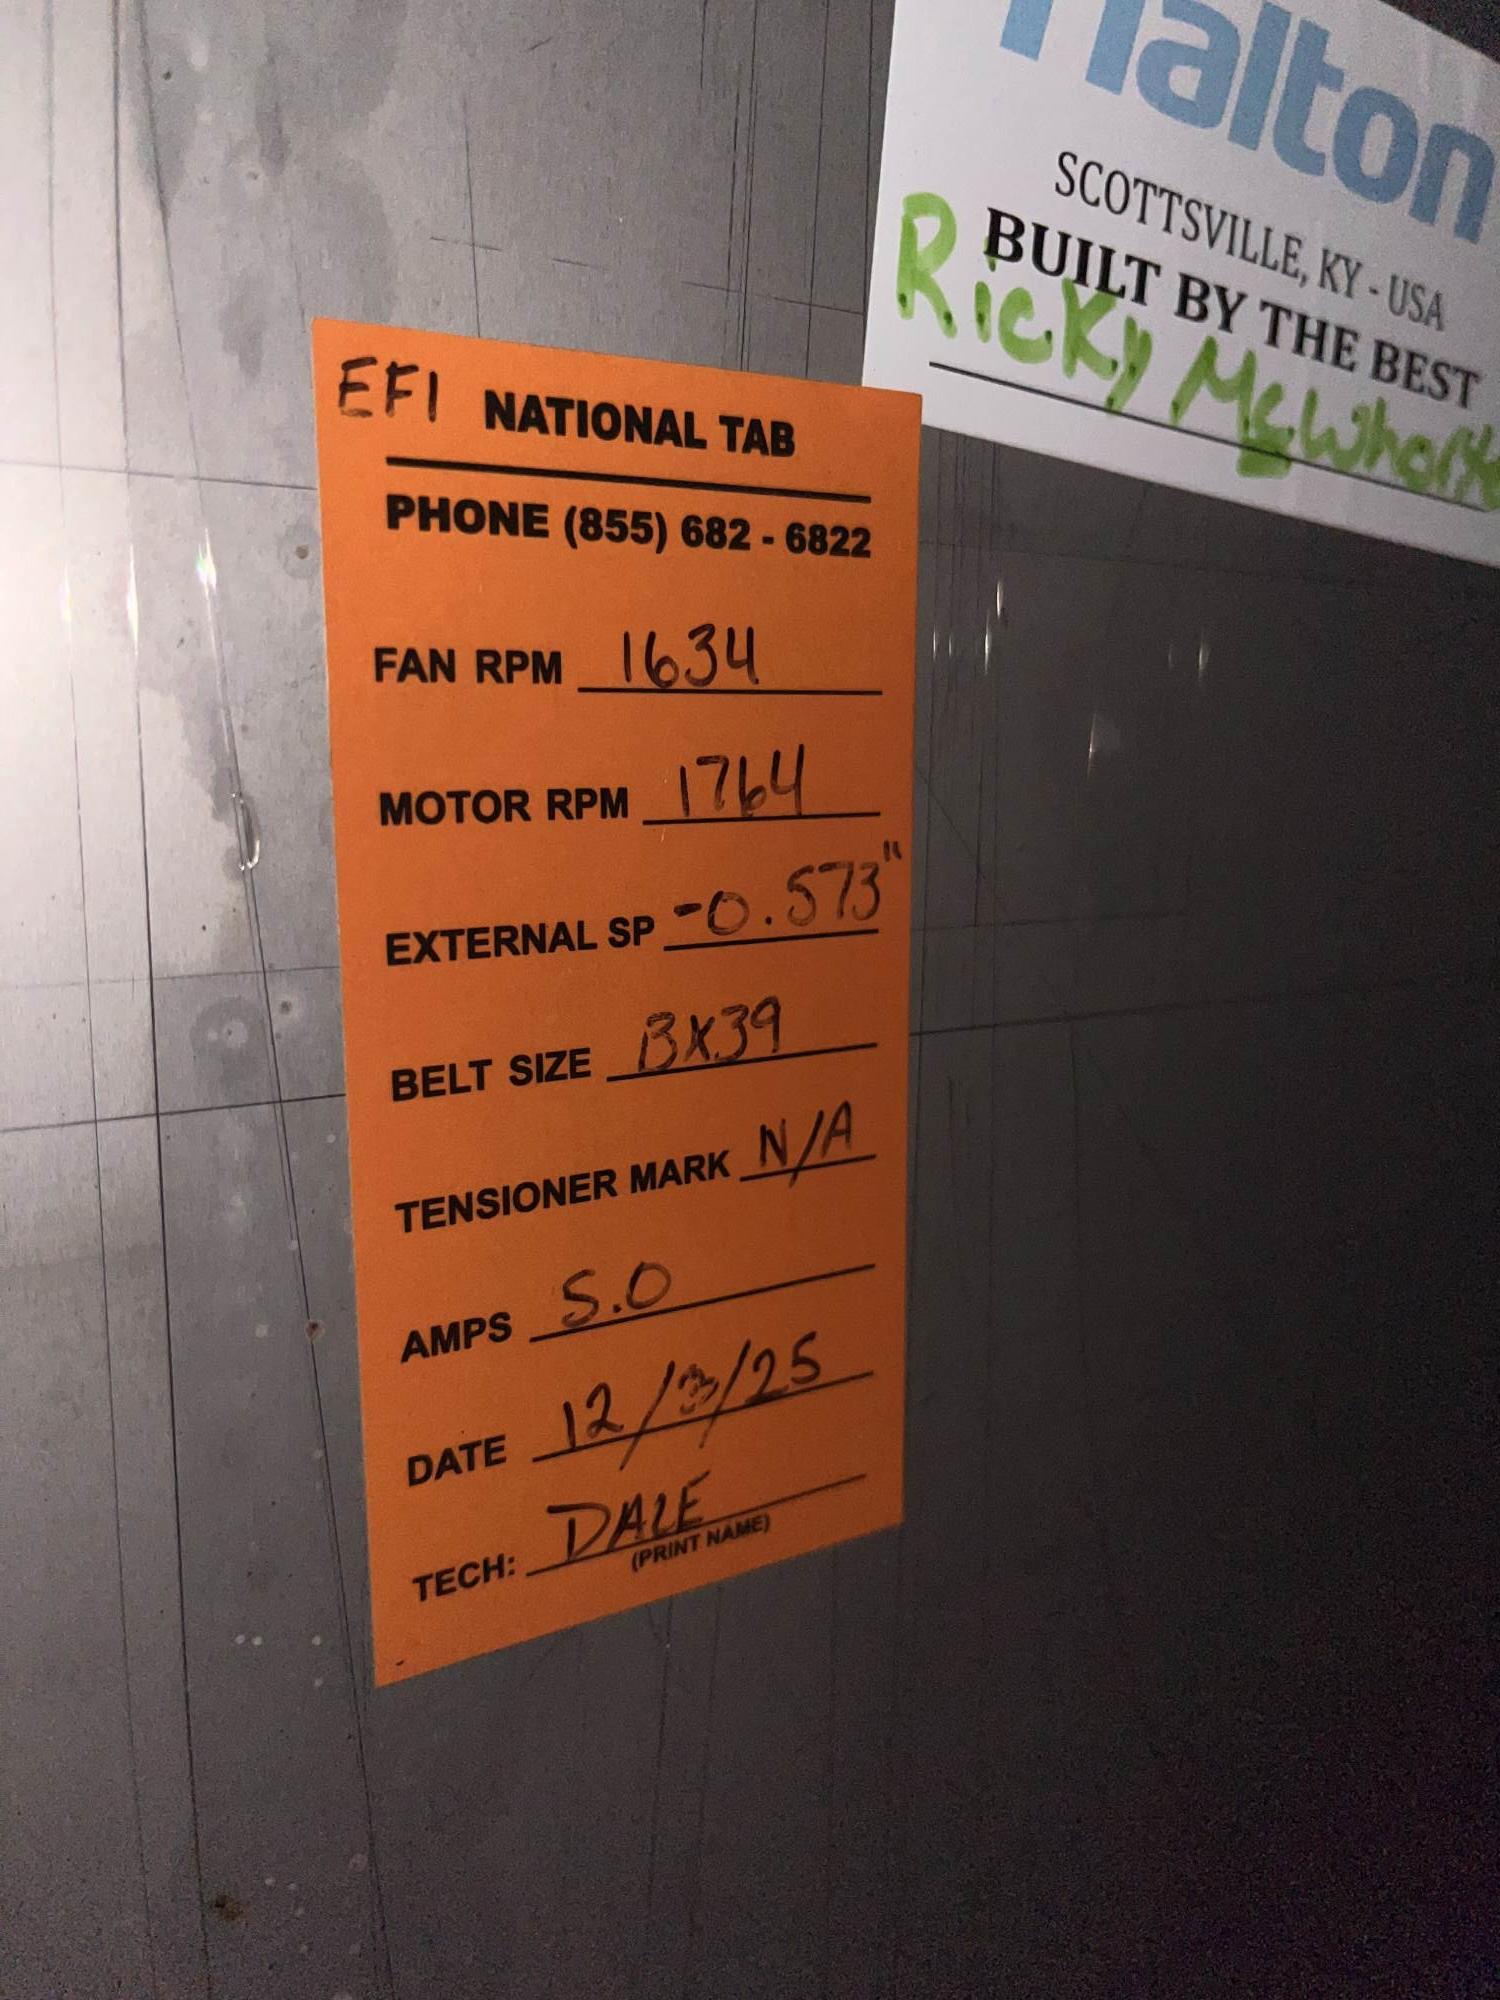 Halton
SCOTTSVILLE, KY - USA
BUILT BY THE BEST
Ricky
EF1 NATIONAL TAB
PHONE (855) 682 - 6822
FAN RPM 1634
MOTOR RPM 1764
EXTERNAL SP -0.573"
BELT SIZE BX39
TENSIONER MARK N/A
AMPS 5.0
DATE 12/3/25
TECH: DALE
(PRINT NAME)